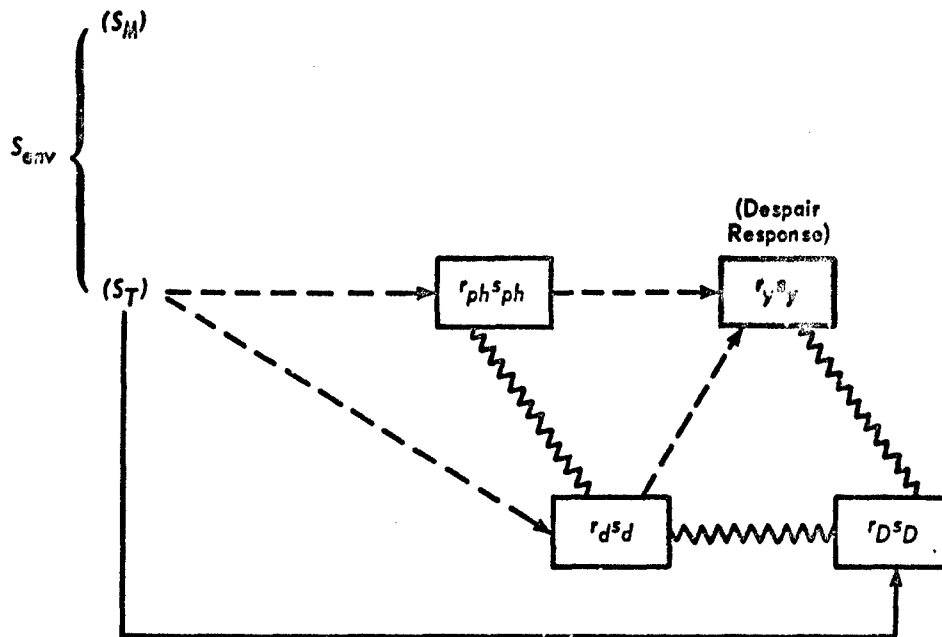 (S_M)
S_env
(Despair
Response)
(S_T)
r_ph s_ph
r_y s_y
r_d s_d
r_D s_D